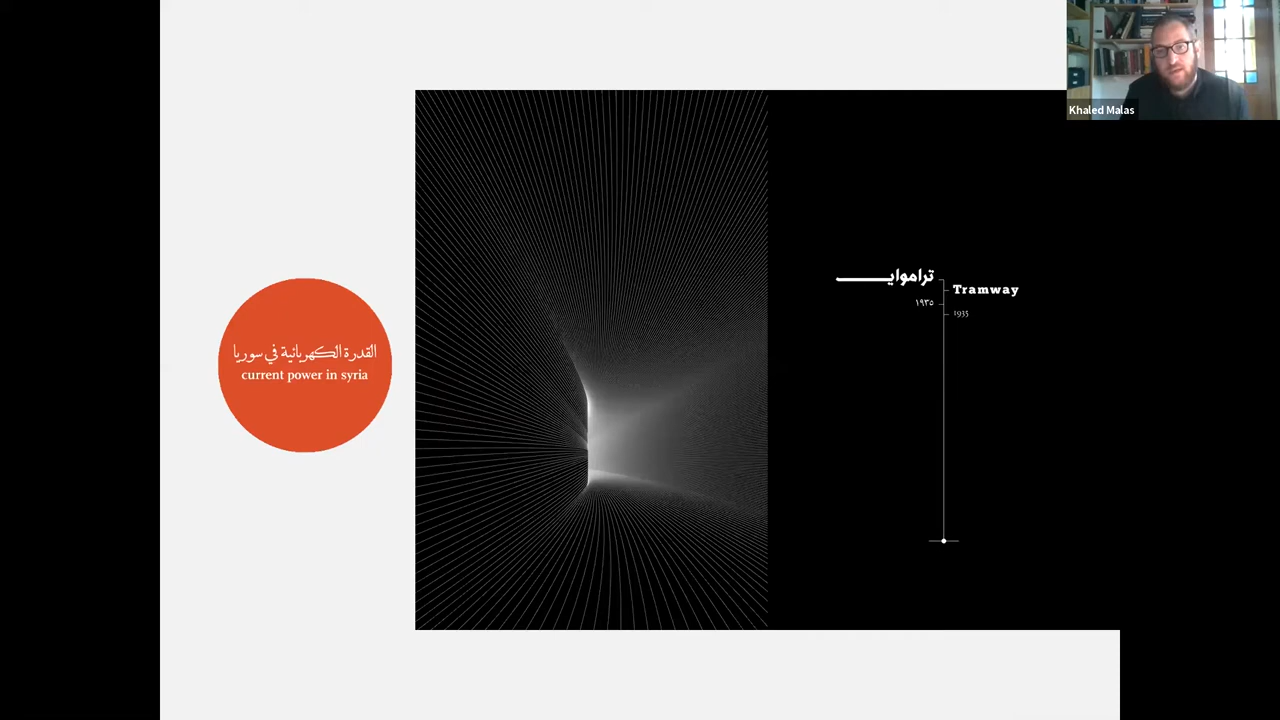 Khaled Malas
القدرة الكهربائية في سوريا
current power in syria
ترامواي
Tramway
١٩٣٥
1935